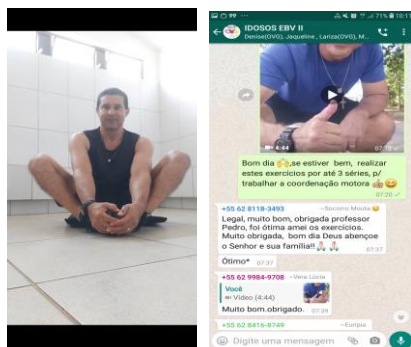 71% 10:11
IDOSOS EBV II
Denise(OVG), Jaqueline , Lariza(OVG), M...
4:44
07:19
Bom dia ,se estiver bem, realizar
estes exercícios por até 3 séries, p/
trabalhar a coordenação motora
07:20
+55 62 8118-3493 ~Socorro Moula
Legal, muito bom, obrigada professor
Pedro, foi ótima amei os exercícios.
Muito obrigada, bom dia Deus abençoe
o Senhor e sua família!!
07:37
Ótimo* 07:37
+55 62 9984-9708 ~Vera Lúcia
Você
Vídeo (4:44)
Muito bom.obrigado. 07:39
+55 62 8416-8749 ~Euripia
Digite uma mensagem